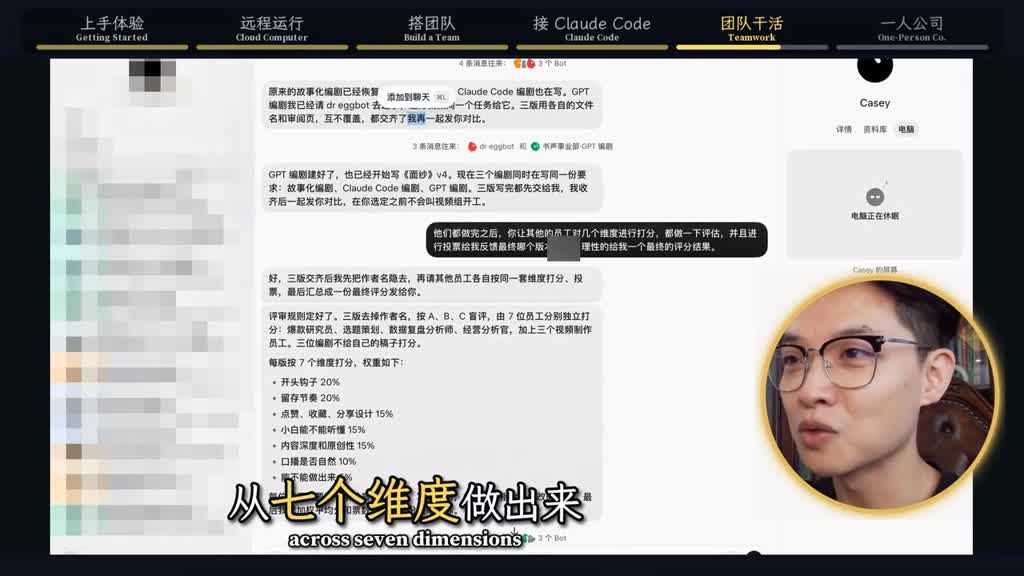 上手体验
Getting Started
远程运行
Cloud Computer
搭团队
Build a Team
接 Claude Code
Claude Code
团队干活
Teamwork
一人公司
One-Person Co.
4 条消息往来： 3 个 Bot
原来的故事化编剧已经恢复 Claude Code 编剧也在写。GPT
添加到聊天 ⌘L
编剧我已经请 dr eggbot 去 同一个任务给它。三版用各自的文件
名和审阅页，互不覆盖，都交齐了我再一起发你对比。
3 条消息往来： dr eggbot 和 书声事业部·GPT 编剧
GPT 编剧建好了，也已经开始写《面纱》v4。现在三个编剧同时在写同一份要
求：故事化编剧、Claude Code 编剧、GPT 编剧。三版写完都先交给我，我收
齐后一起发你对比，在你选定之前不会叫视频组开工。
他们都做完之后，你让其他的员工对几个维度进行打分，都做一下评估，并且进
行投票给我反馈最终哪个版本 理性的给我一个最终的评分结果。
好，三版交齐后我先把作者名隐去，再请其他员工各自按同一套维度打分、投
票，最后汇总成一份最终评分发给你。
评审规则定好了。三版去掉作者名，按 A、B、C 盲评，由 7 位员工分别独立打
分：爆款研究员、选题策划、数据复盘分析师、经营分析官，加上三个视频制作
员工。三位编剧不给自己的稿子打分。
每版按 7 个维度打分，权重如下：
• 开头钩子 20%
• 留存节奏 20%
• 点赞、收藏、分享设计 15%
• 小白能不能听懂 15%
• 内容深度和原创性 15%
• 口播是否自然 10%
• 能不能做出来 5%
3 个 Bot
Casey
详情 资料库 电脑
电脑正在休眠
Casey 的屏幕
从七个维度做出来
across seven dimensions